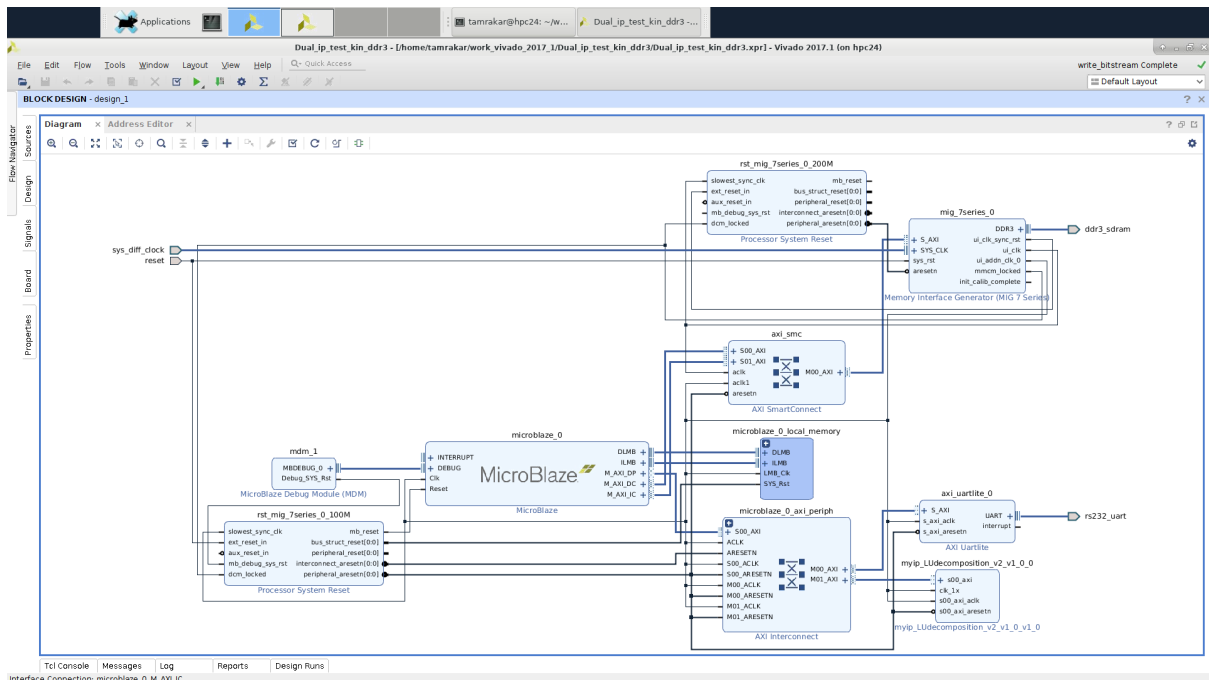 Applications
tamrakar@hpc24: ~/w...
Dual_ip_test_kin_ddr3 -...
Dual_ip_test_kin_ddr3 - [/home/tamrakar/work_vivado_2017_1/Dual_ip_test_kin_ddr3/Dual_ip_test_kin_ddr3.xpr] - Vivado 2017.1 (on hpc24)
File Edit Flow Tools Window Layout View Help Quick Access
write_bitstream Complete
Default Layout
BLOCK DESIGN - design_1
Flow Navigator
Sources
Design
Signals
Board
Properties
Diagram
Address Editor
rst_mig_7series_0_200M
slowest_sync_clk mb_reset
ext_reset_in bus_struct_reset[0:0]
aux_reset_in peripheral_reset[0:0]
mb_debug_sys_rst interconnect_aresetn[0:0]
dcm_locked peripheral_aresetn[0:0]
Processor System Reset
mig_7series_0
DDR3
S_AXI ui_clk_sync_rst
SYS_CLK ui_clk
sys_rst ui_addn_clk_0
aresetn mmcm_locked
init_calib_complete
Memory Interface Generator (MIG 7 Series)
ddr3_sdram
sys_diff_clock
reset
axi_smc
S00_AXI
S01_AXI
aclk M00_AXI
aclk1
aresetn
AXI SmartConnect
microblaze_0
INTERRUPT
DEBUG
Clk
Reset
MicroBlaze
DLMB
ILMB
M_AXI_DP
M_AXI_DC
M_AXI_IC
MicroBlaze
microblaze_0_local_memory
DLMB
ILMB
LMB_Clk
SYS_Rst
mdm_1
MBDEBUG_0
Debug_SYS_Rst
MicroBlaze Debug Module (MDM)
rst_mig_7series_0_100M
slowest_sync_clk mb_reset
ext_reset_in bus_struct_reset[0:0]
aux_reset_in peripheral_reset[0:0]
mb_debug_sys_rst interconnect_aresetn[0:0]
dcm_locked peripheral_aresetn[0:0]
Processor System Reset
microblaze_0_axi_periph
S00_AXI
ACLK
ARESETN
S00_ACLK
S00_ARESETN
M00_ACLK
M00_ARESETN
M01_ACLK
M01_ARESETN
M00_AXI
M01_AXI
AXI Interconnect
axi_uartlite_0
S_AXI UART
s_axi_aclk interrupt
s_axi_aresetn
AXI Uartlite
rs232_uart
myip_LUdecomposition_v2_v1_0_0
s00_axi
clk_1x
s00_axi_aclk
s00_axi_aresetn
myip_LUdecomposition_v2_v1_0_v1_0
Tcl Console Messages Log Reports Design Runs
Interface Connection: microblaze_0_M_AXI_IC